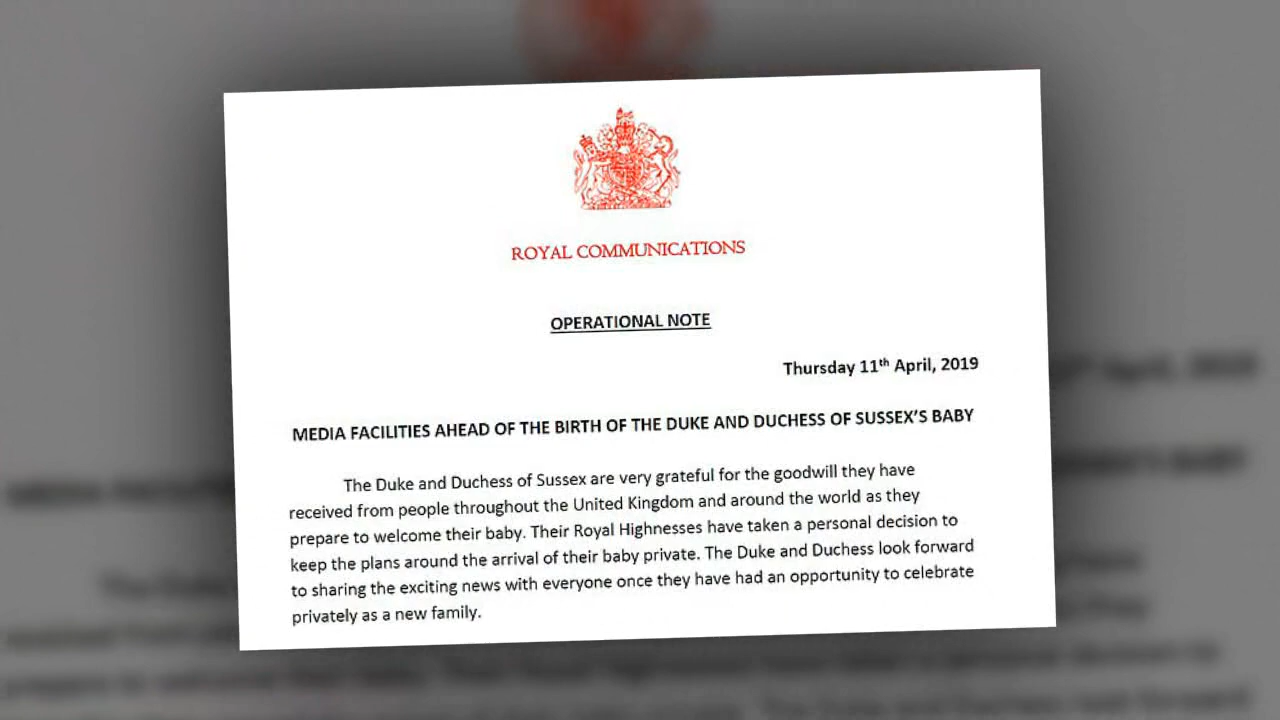 ROYAL COMMUNICATIONS
OPERATIONAL NOTE
Thursday 11th April, 2019
MEDIA FACILITIES AHEAD OF THE BIRTH OF THE DUKE AND DUCHESS OF SUSSEX'S BABY
The Duke and Duchess of Sussex are very grateful for the goodwill they have
received from people throughout the United Kingdom and around the world as they
prepare to welcome their baby. Their Royal Highnesses have taken a personal decision to
keep the plans around the arrival of their baby private. The Duke and Duchess look forward
to sharing the exciting news with everyone once they have had an opportunity to celebrate
privately as a new family.